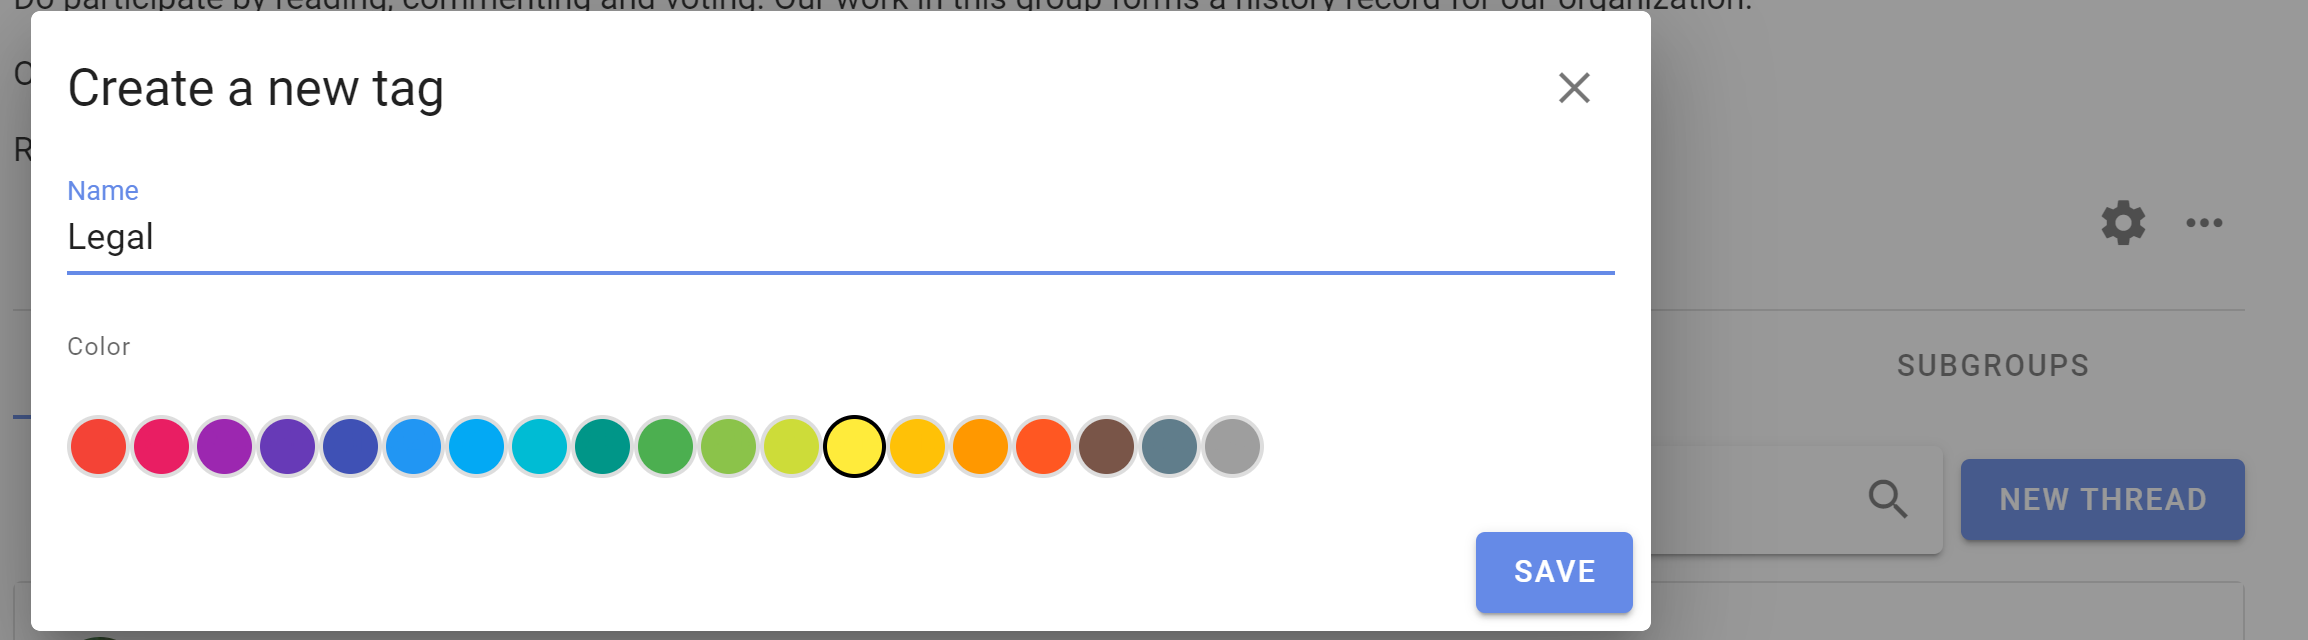 Do participate by reading, commenting and voting. Our work in this group forms a history record for our organization.
Create a new tag
Name
Legal
Color
SUBGROUPS
NEW THREAD
SAVE